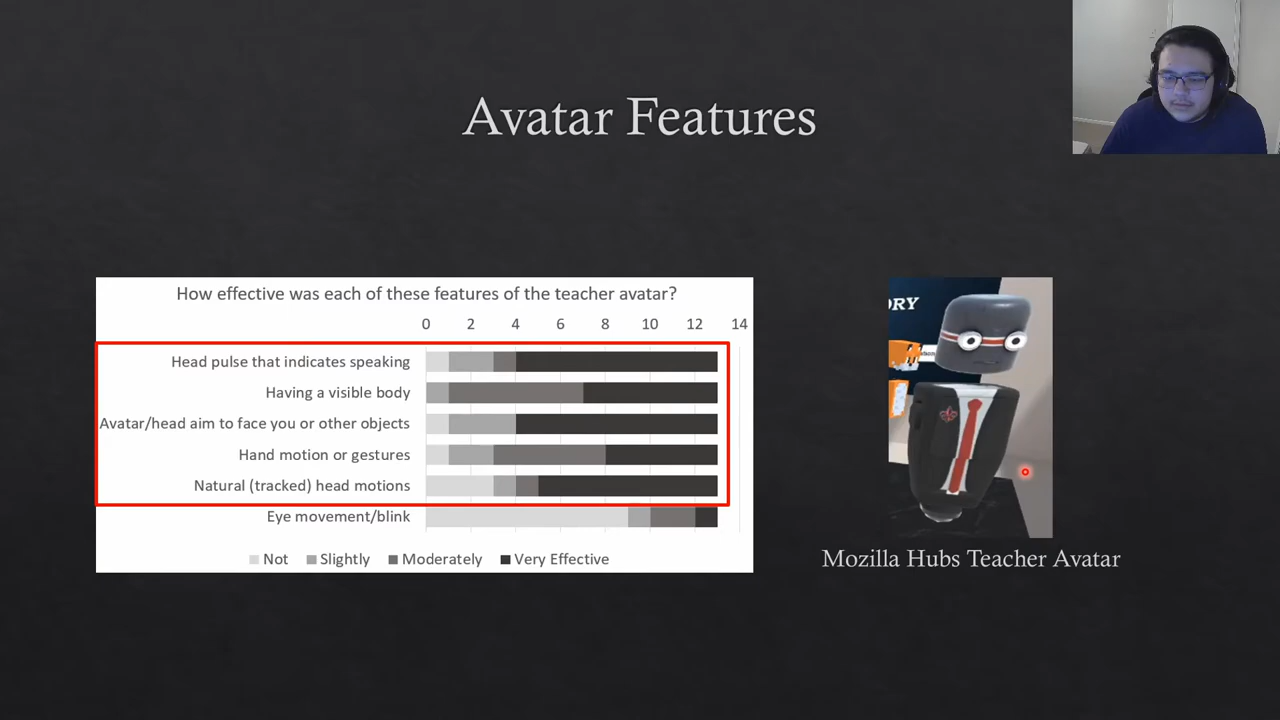 Avatar Features
How effective was each of these features of the teacher avatar?
0 2 4 6 8 10 12 14
Head pulse that indicates speaking
Having a visible body
Avatar/head aim to face you or other objects
Hand motion or gestures
Natural (tracked) head motions
Eye movement/blink
Not Slightly Moderately Very Effective
ORY
Mozilla Hubs Teacher Avatar